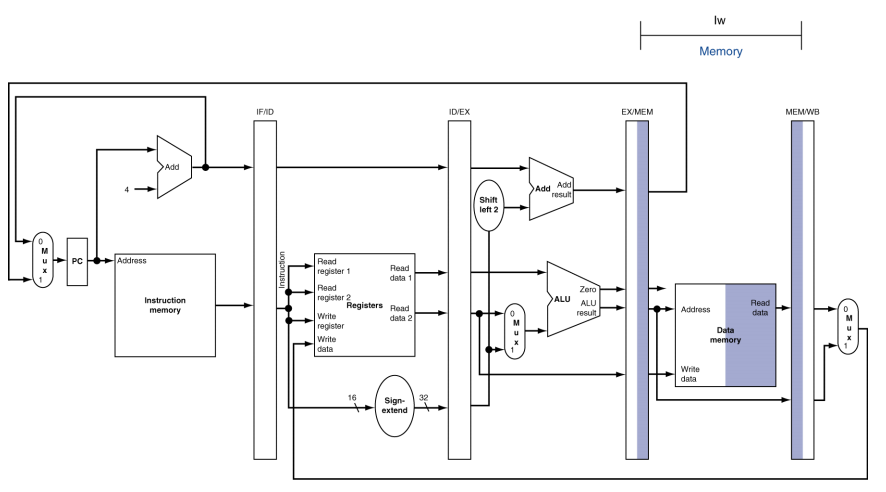 lw
Memory
IF/ID
ID/EX
EX/MEM
MEM/WB
Add
4
Add
Add
result
Shift
left 2
0
M
u
x
1
PC
Address
Instruction
memory
Instruction
Read
register 1
Read
register 2
Write
register
Write
data
Registers
Read
data 1
Read
data 2
16
Sign-
extend
32
0
M
u
x
1
ALU
Zero
ALU
result
Address
Write
data
Data
memory
Read
data
0
M
u
x
1